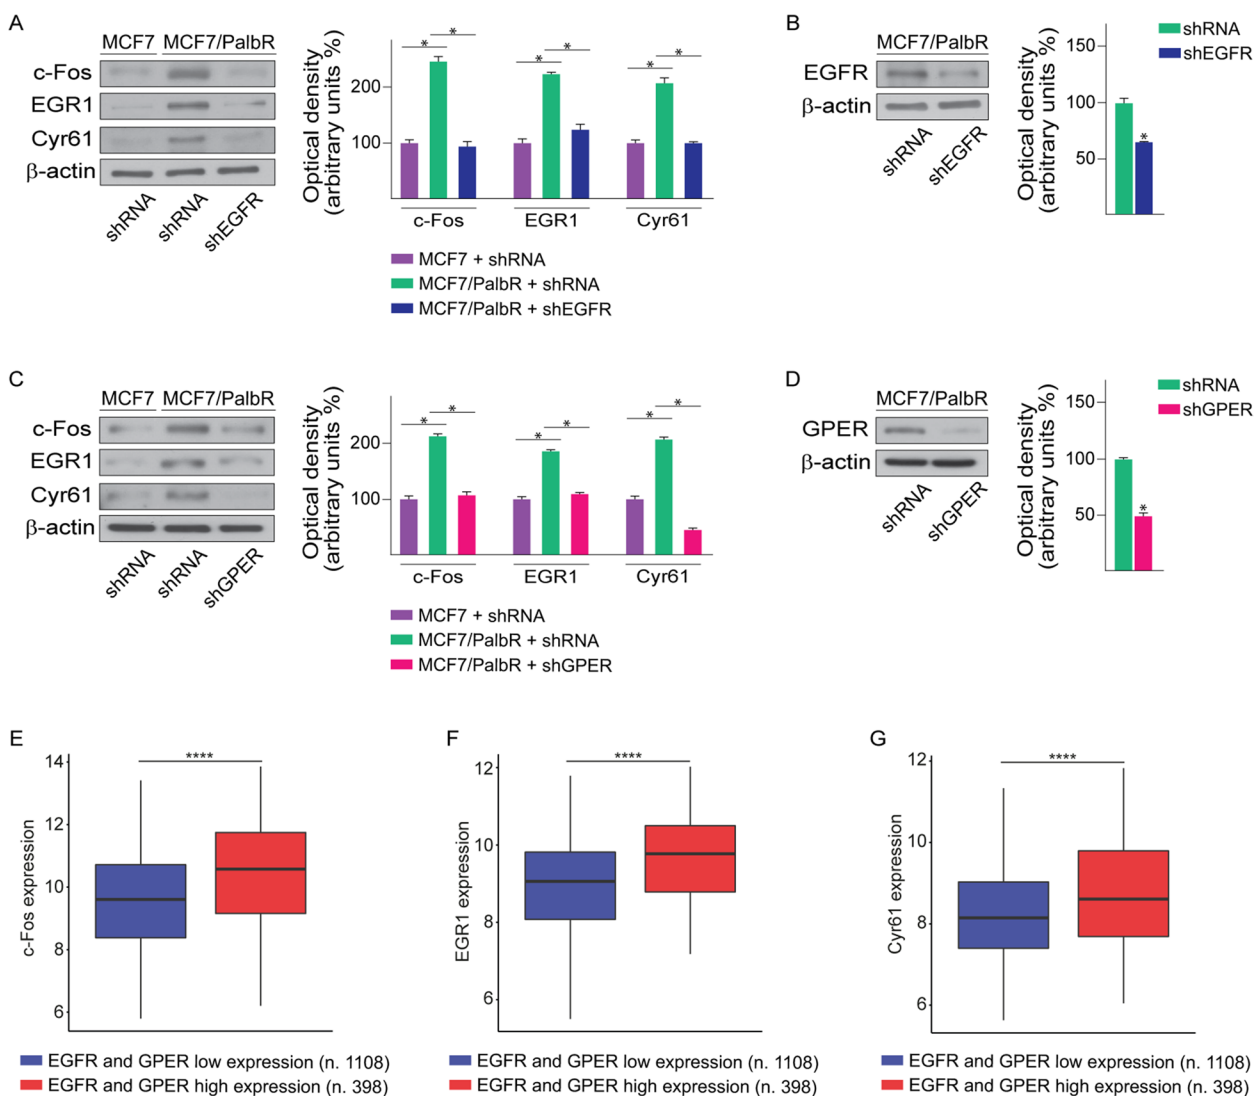 A
MCF7 MCF7/PalbR
c-Fos
EGR1
Cyr61
β-actin
shRNA
shRNA
shEGFR
Optical density
(arbitrary units %)
200
100
* *
* *
* *
c-Fos EGR1 Cyr61
MCF7 + shRNA
MCF7/PalbR + shRNA
MCF7/PalbR + shEGFR
B
MCF7/PalbR
EGFR
β-actin
shRNA
shEGFR
Optical density
(arbitrary units %)
150
100
50
*
shRNA
shEGFR
C
MCF7 MCF7/PalbR
c-Fos
EGR1
Cyr61
β-actin
shRNA
shRNA
shGPER
Optical density
(arbitrary units %)
200
100
* *
* *
* *
c-Fos EGR1 Cyr61
MCF7 + shRNA
MCF7/PalbR + shRNA
MCF7/PalbR + shGPER
D
MCF7/PalbR
GPER
β-actin
shRNA
shGPER
Optical density
(arbitrary units %)
150
100
50
*
shRNA
shGPER
E
c-Fos expression
14
12
10
8
6
****
EGFR and GPER low expression (n. 1108)
EGFR and GPER high expression (n. 398)
F
EGR1 expression
12
10
8
6
****
EGFR and GPER low expression (n. 1108)
EGFR and GPER high expression (n. 398)
G
Cyr61 expression
12
10
8
6
****
EGFR and GPER low expression (n. 1108)
EGFR and GPER high expression (n. 398)